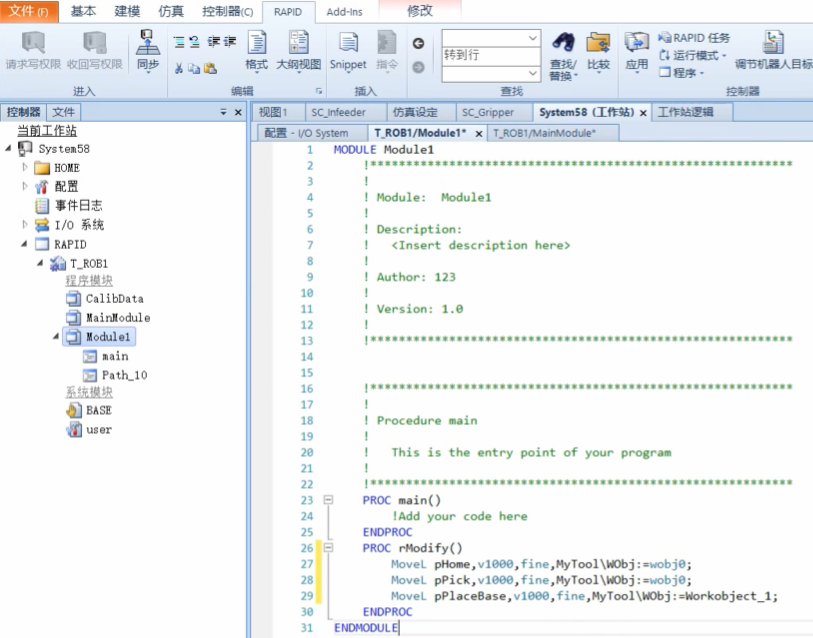 文件(F) 基本 建模 仿真 控制器(C) RAPID Add-Ins 修改
请求写权限 收回写权限 同步 格式 大纲视图 Snippet 指令 转到行 查找/替换 比较 应用 RAPID 任务 调节机器人目标
运行模式
程序
进入 编辑 插入 查找 控制器
控制器 文件
当前工作站
System58
HOME
配置
事件日志
I/O 系统
RAPID
T_ROB1
程序模块
CalibData
MainModule
Module1
main
Path_10
系统模块
BASE
user
视图1 SC_Infeeder 仿真设定 SC_Gripper System58 (工作站) 工作站逻辑
配置 - I/O System T_ROB1/Module1* T_ROB1/MainModule*
1 MODULE Module1
2 !***********************************************************
3 !
4 ! Module:  Module1
5 !
6 ! Description:
7 !   <Insert description here>
8 !
9 ! Author: 123
10 !
11 ! Version: 1.0
12 !
13 !***********************************************************
14
15
16 !***********************************************************
17 !
18 ! Procedure main
19 !
20 !   This is the entry point of your program
21 !
22 !***********************************************************
23 PROC main()
24 !Add your code here
25 ENDPROC
26 PROC rModify()
27 MoveL pHome,v1000,fine,MyTool\WObj:=wobj0;
28 MoveL pPick,v1000,fine,MyTool\WObj:=wobj0;
29 MoveL pPlaceBase,v1000,fine,MyTool\WObj:=Workobject_1;
30 ENDPROC
31 ENDMODULE